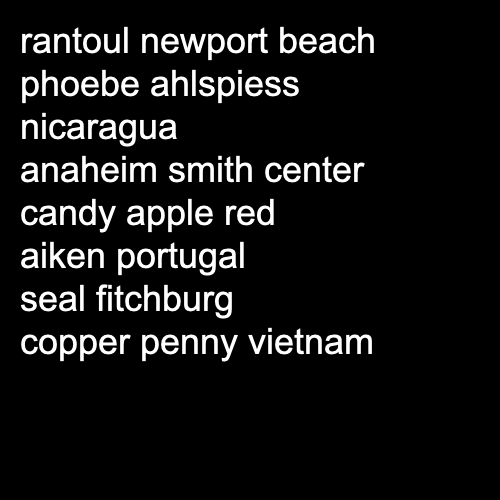 rantoul newport beach
phoebe ahlspiess
nicaragua
anaheim smith center
candy apple red
aiken portugal
seal fitchburg
copper penny vietnam